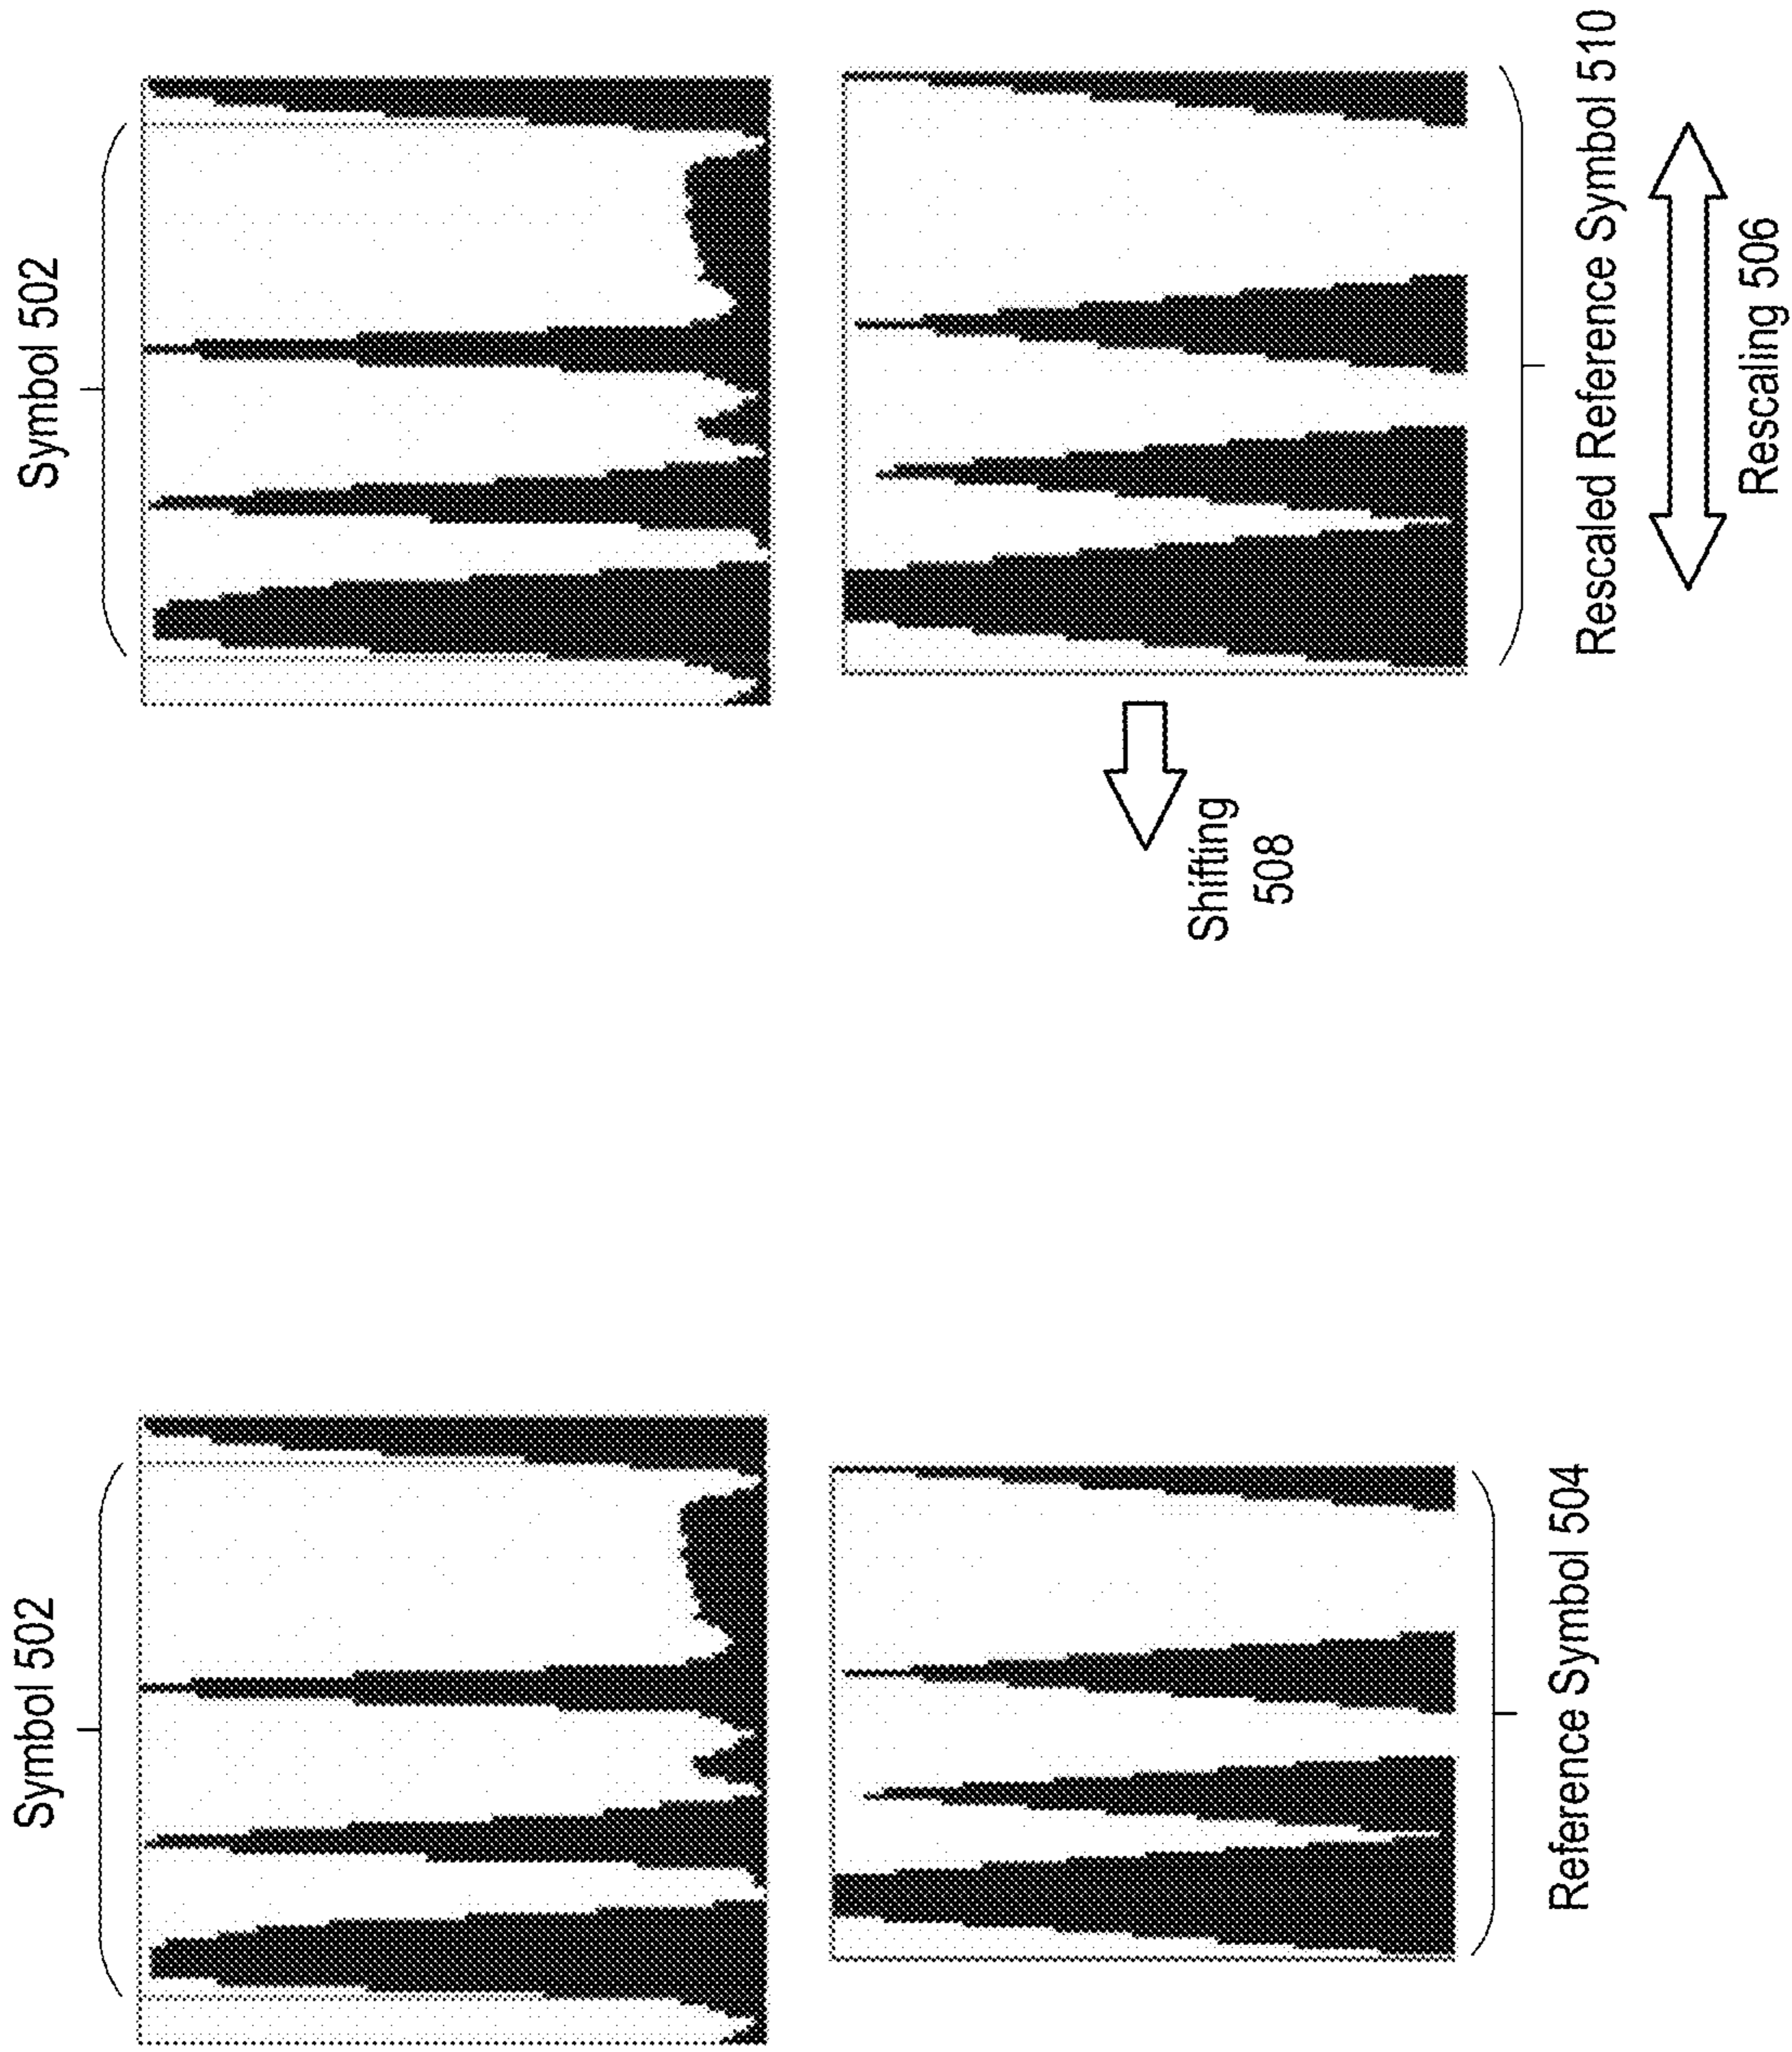 Symbol 502
Rescaled Reference Symbol 510
Rescaling 506
Shifting
508
Symbol 502
Reference Symbol 504